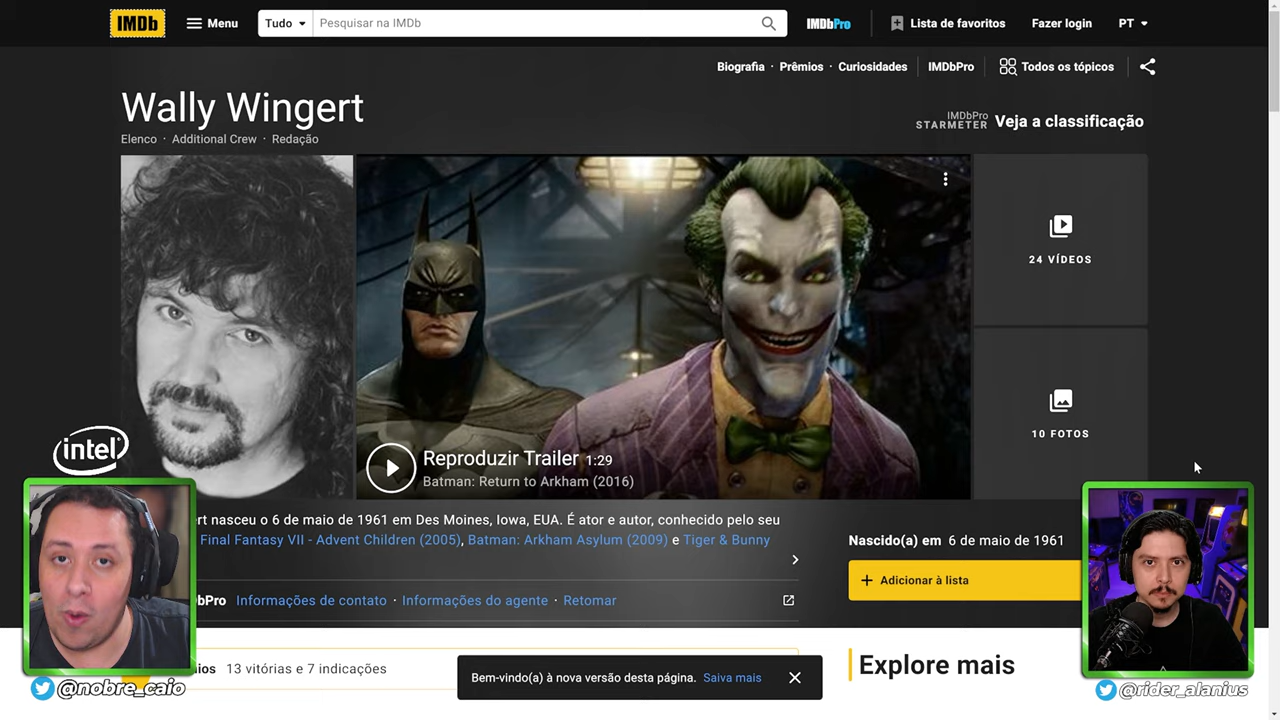 IMDb
Menu
Tudo
Pesquisar na IMDb
IMDbPro
Lista de favoritos
Fazer login
PT
Biografia · Prêmios · Curiosidades
IMDbPro
Todos os tópicos
Wally Wingert
Elenco · Additional Crew · Redação
IMDbPro
STARMETER
Veja a classificação
24 VÍDEOS
10 FOTOS
Reproduzir Trailer 1:29
Batman: Return to Arkham (2016)
intel
rt nasceu o 6 de maio de 1961 em Des Moines, Iowa, EUA. É ator e autor, conhecido pelo seu
Final Fantasy VII - Advent Children (2005), Batman: Arkham Asylum (2009) e Tiger & Bunny
Nascido(a) em 6 de maio de 1961
+ Adicionar à lista
bPro Informações de contato · Informações do agente · Retomar
ios 13 vitórias e 7 indicações
Explore mais
Bem-vindo(a) à nova versão desta página. Saiva mais
@nobre_caio
@rider_alanius